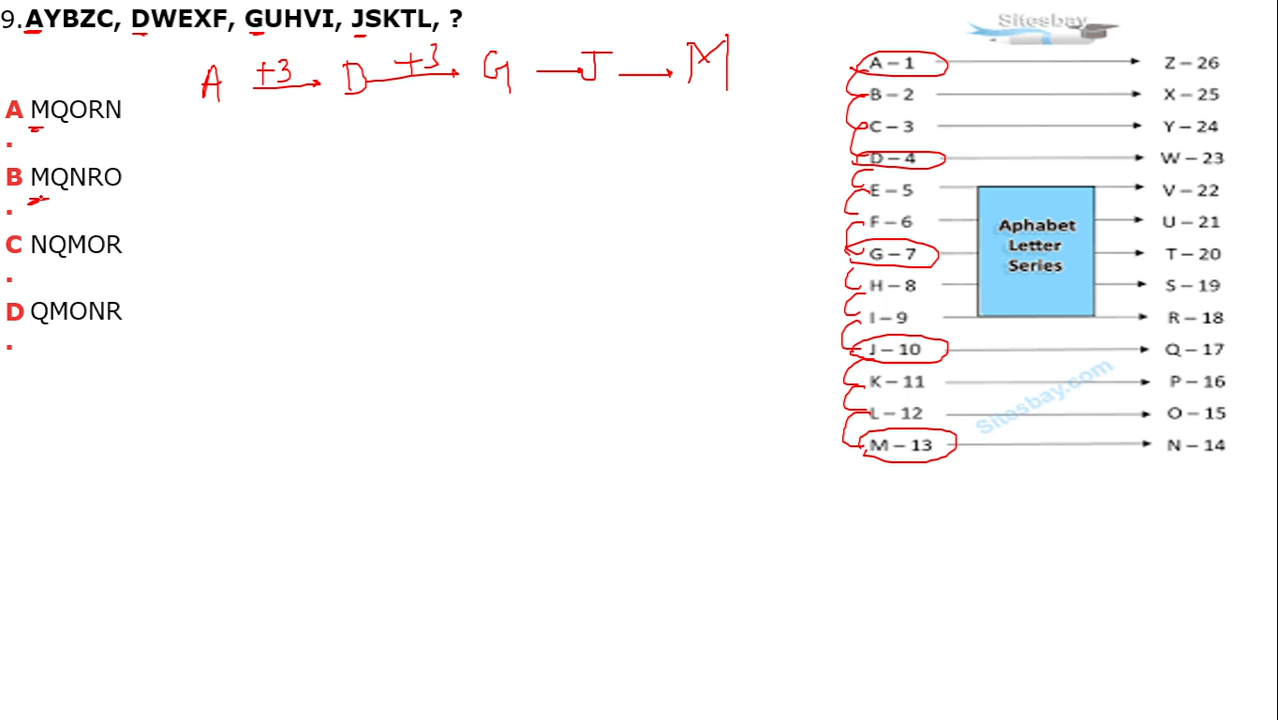 9. AYBZC, DWEXF, GUHVI, JSKTL, ?
A +3 D +3 G J M
A MQORN
.
B MQNRO
.
C NQMOR
.
D QMONR
.
Sitesbay
A – 1 Z – 26
B – 2 X – 25
C – 3 Y – 24
D – 4 W – 23
E – 5 V – 22
F – 6 U – 21
G – 7 T – 20
H – 8 S – 19
I – 9 R – 18
J – 10 Q – 17
K – 11 P – 16
L – 12 O – 15
M – 13 N – 14
Aphabet
Letter
Series
Sitesbay.com